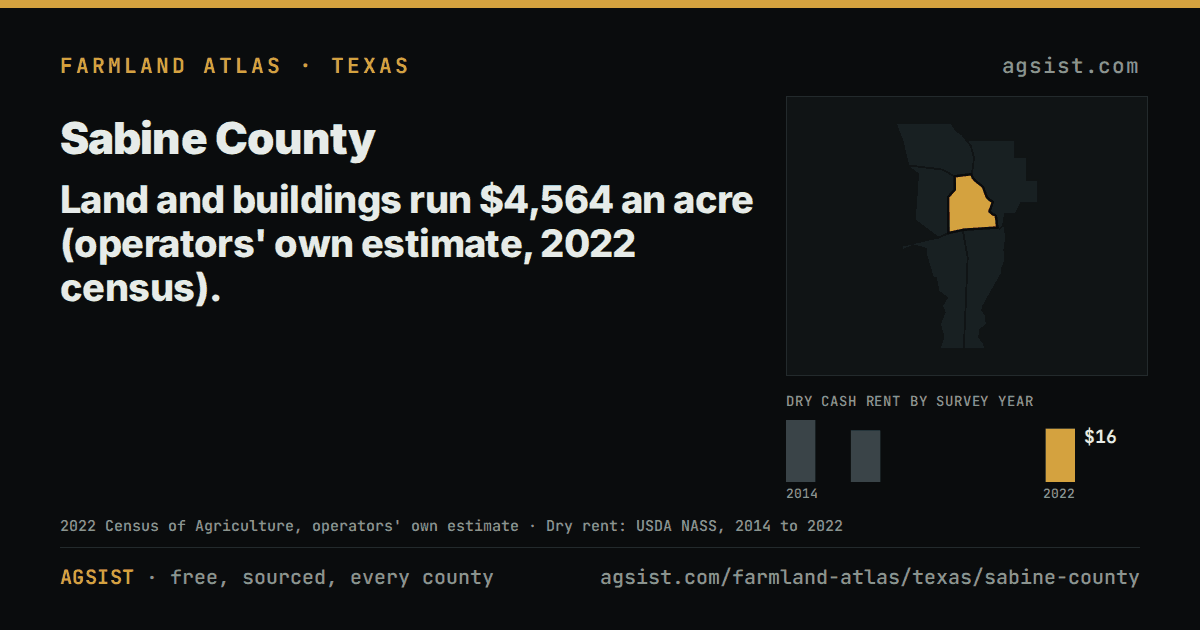 FARMLAND ATLAS · TEXAS
agsist.com
Sabine County
Land and buildings run $4,564 an acre
(operators' own estimate, 2022
census).
DRY CASH RENT BY SURVEY YEAR
$16
2014
2022
2022 Census of Agriculture, operators' own estimate · Dry rent: USDA NASS, 2014 to 2022
AGSIST · free, sourced, every county
agsist.com/farmland-atlas/texas/sabine-county